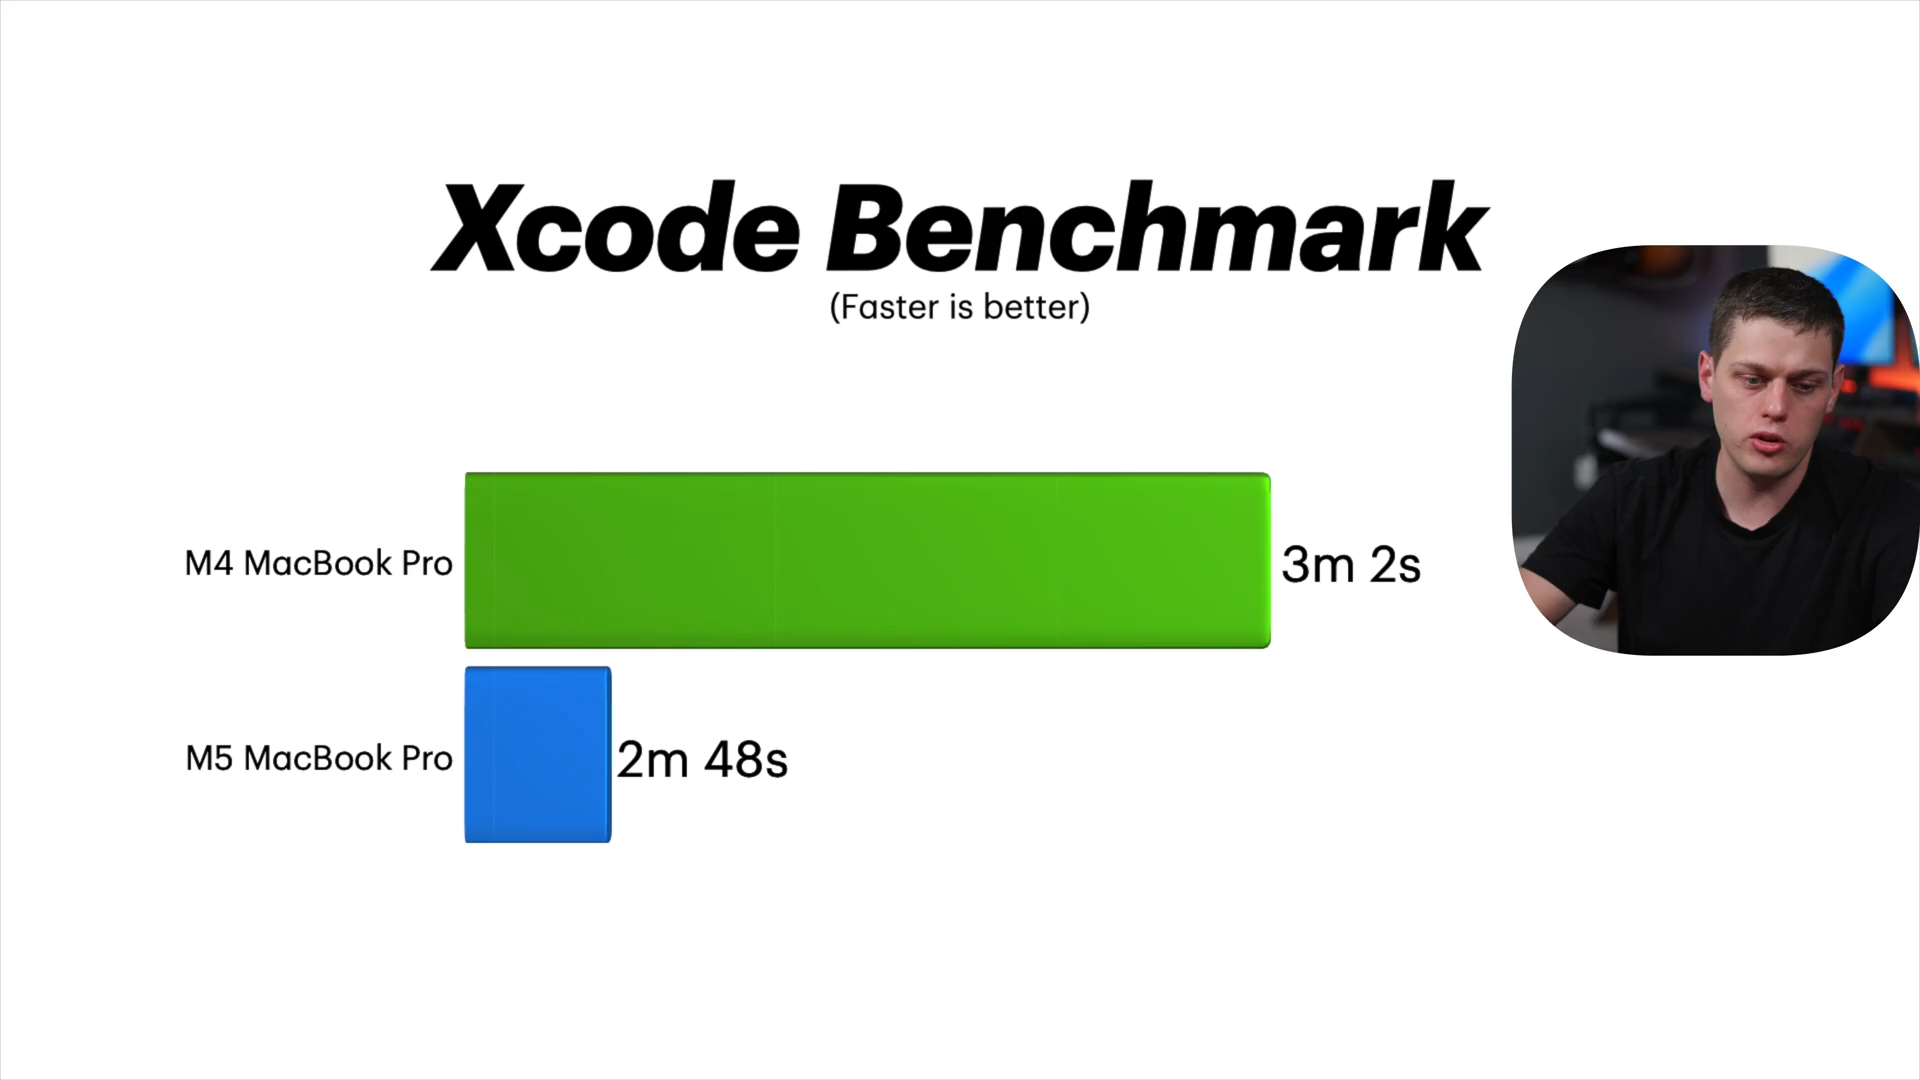 Xcode Benchmark
(Faster is better)
M4 MacBook Pro 3m 2s
M5 MacBook Pro 2m 48s